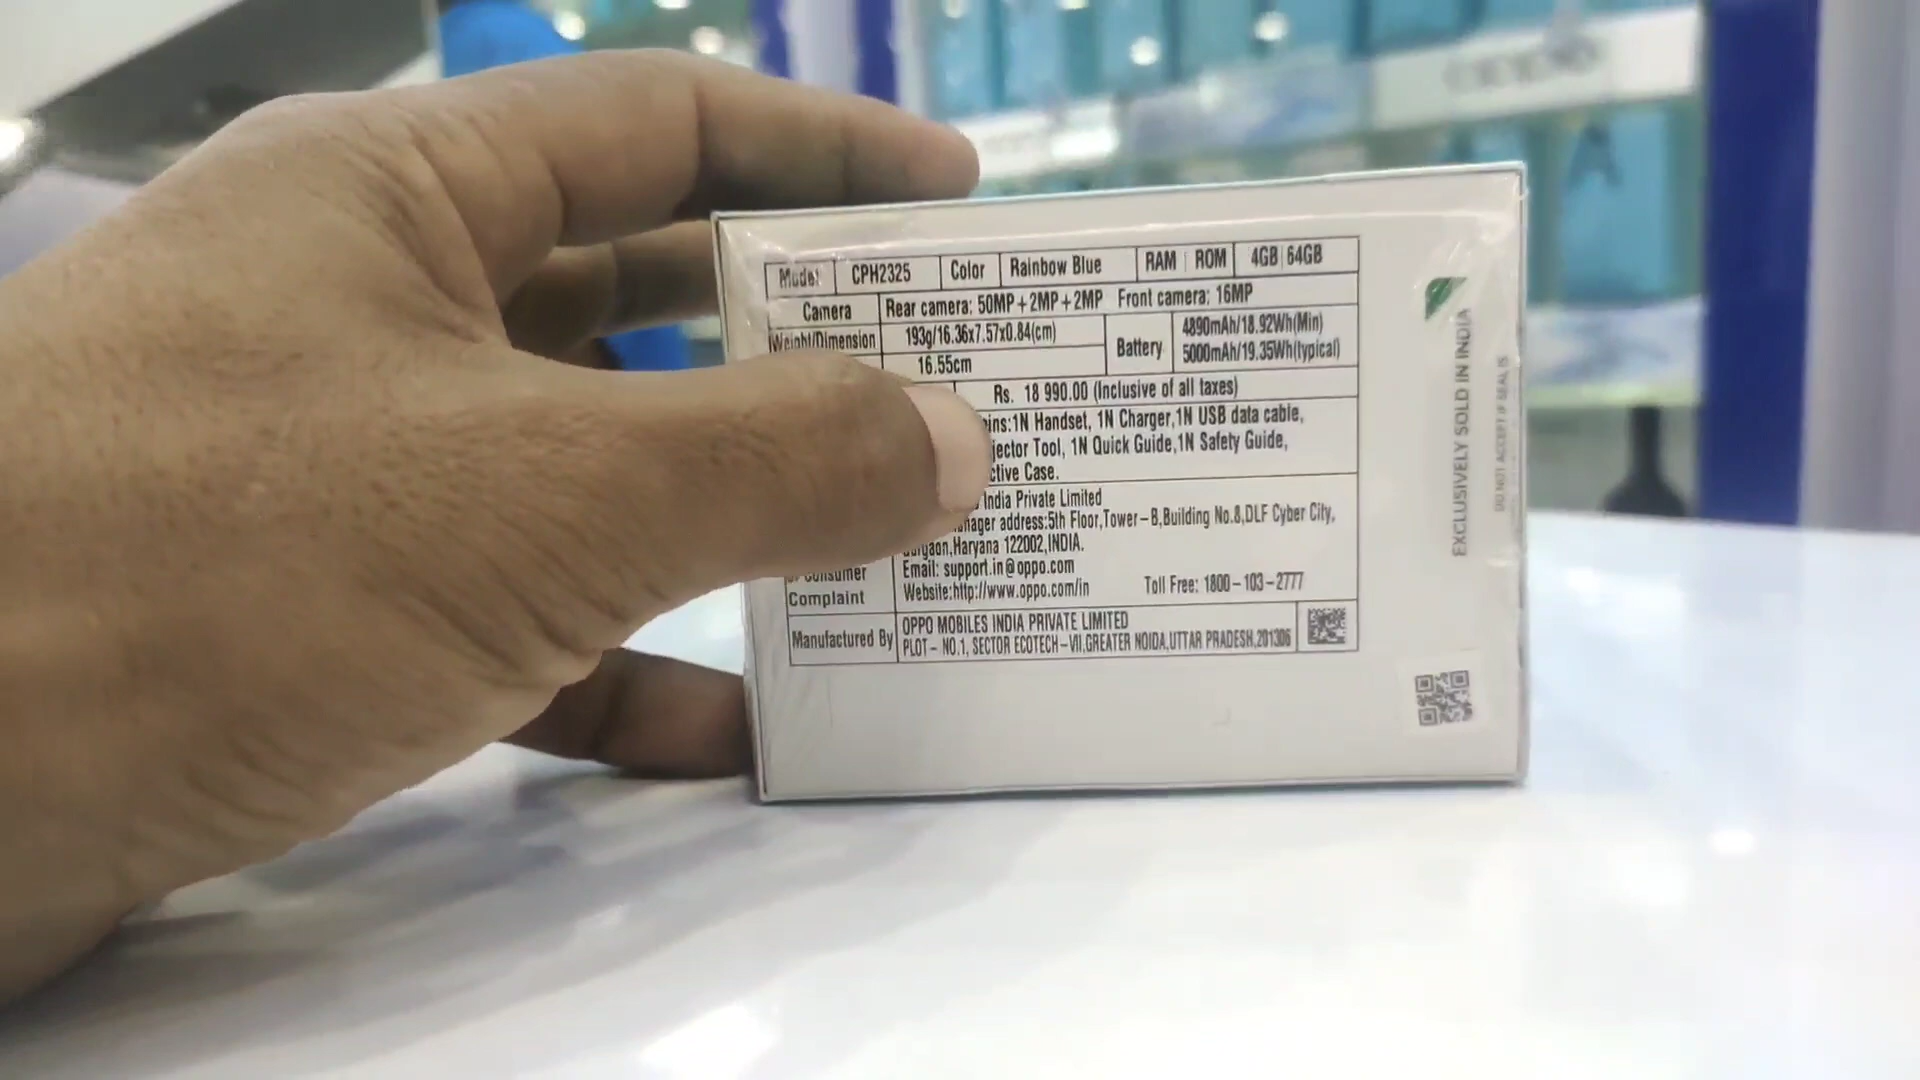 Model CPH2325 Color Rainbow Blue RAM ROM 4GB 64GB
Camera Rear camera: 50MP+2MP+2MP Front camera: 16MP
Weight/Dimension 193g/16.36x7.57x0.84(cm) Battery 4890mAh/18.92Wh(Min)
16.55cm 5000mAh/19.35Wh(typical)
Rs. 18 990.00 (Inclusive of all taxes)
ins:1N Handset, 1N Charger,1N USB data cable,
jector Tool, 1N Quick Guide,1N Safety Guide,
ctive Case.
India Private Limited
nager address:5th Floor,Tower-B,Building No.8,DLF Cyber City,
urgaon,Haryana 122002,INDIA.
Consumer Email: support.in@oppo.com
Complaint Website:http://www.oppo.com/in Toll Free: 1800-103-2777
Manufactured By OPPO MOBILES INDIA PRIVATE LIMITED
PLOT- NO.1, SECTOR ECOTECH-VII,GREATER NOIDA,UTTAR PRADESH,201306
EXCLUSIVELY SOLD IN INDIA
DO NOT ACCEPT IF SEAL IS